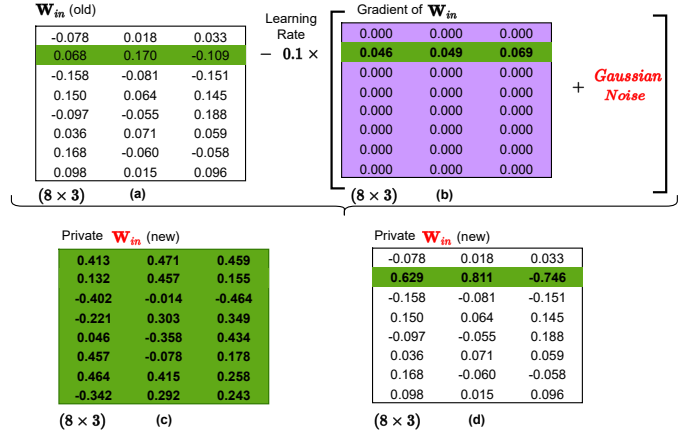 W_in (old)
Learning
Rate
Gradient of W_in
-0.078 0.018 0.033
0.068 0.170 -0.109
-0.158 -0.081 -0.151
0.150 0.064 0.145
-0.097 -0.055 0.188
0.036 0.071 0.059
0.168 -0.060 -0.058
0.098 0.015 0.096
(8 × 3) (a)
− 0.1 ×
0.000 0.000 0.000
0.046 0.049 0.069
0.000 0.000 0.000
0.000 0.000 0.000
0.000 0.000 0.000
0.000 0.000 0.000
0.000 0.000 0.000
0.000 0.000 0.000
(8 × 3) (b)
+ Gaussian
Noise
Private W_in (new)
0.413 0.471 0.459
0.132 0.457 0.155
-0.402 -0.014 -0.464
-0.221 0.303 0.349
0.046 -0.358 0.434
0.457 -0.078 0.178
0.464 0.415 0.258
-0.342 0.292 0.243
(8 × 3) (c)
Private W_in (new)
-0.078 0.018 0.033
0.629 0.811 -0.746
-0.158 -0.081 -0.151
0.150 0.064 0.145
-0.097 -0.055 0.188
0.036 0.071 0.059
0.168 -0.060 -0.058
0.098 0.015 0.096
(8 × 3) (d)